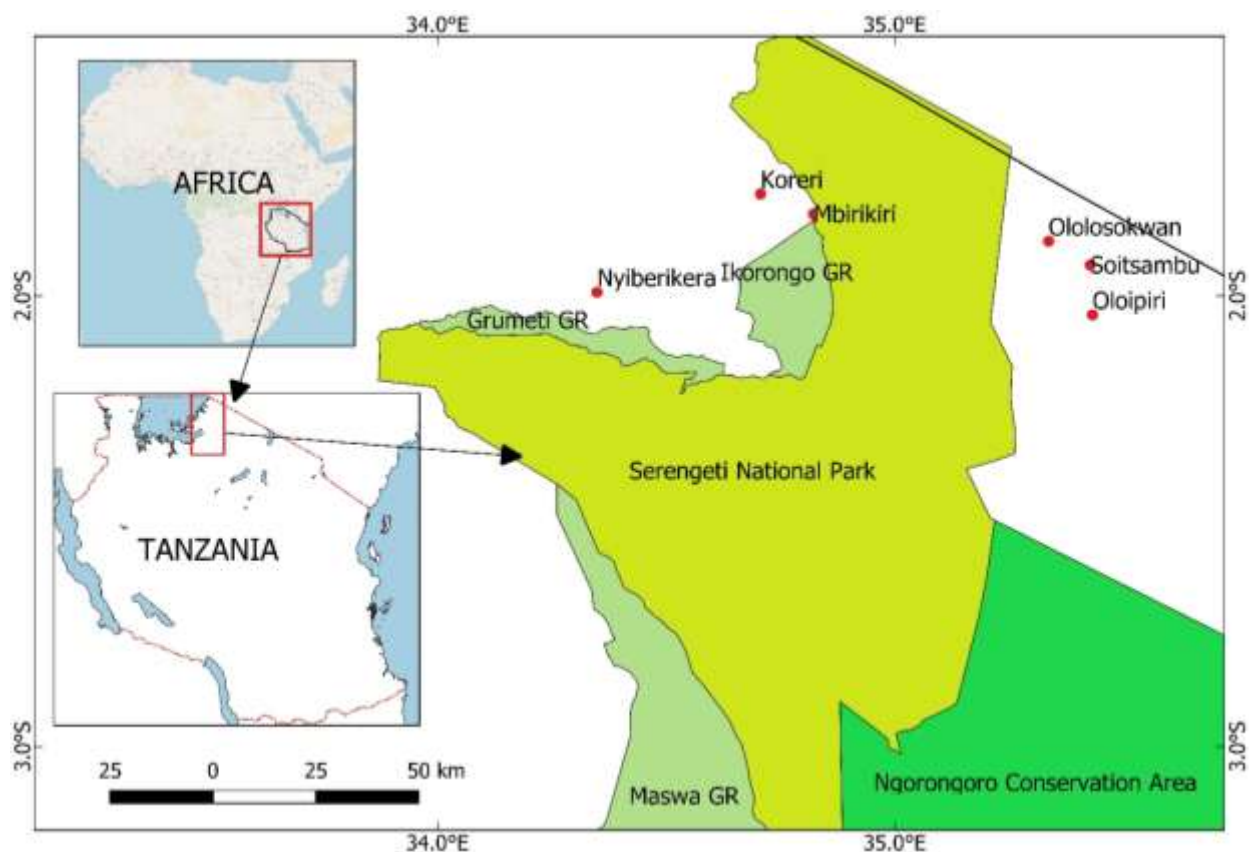 34.0°E
35.0°E
AFRICA
Koreri
Mbirikiri
Ololosokwan
Soitsambu
Oloipiri
Ikorongo GR
Nyiberikera
2.0°S
2.0°S
Grumeti GR
Serengeti National Park
TANZANIA
3.0°S
3.0°S
25 0 25 50 km
Maswa GR
Ngorongoro Conservation Area
34.0°E
35.0°E